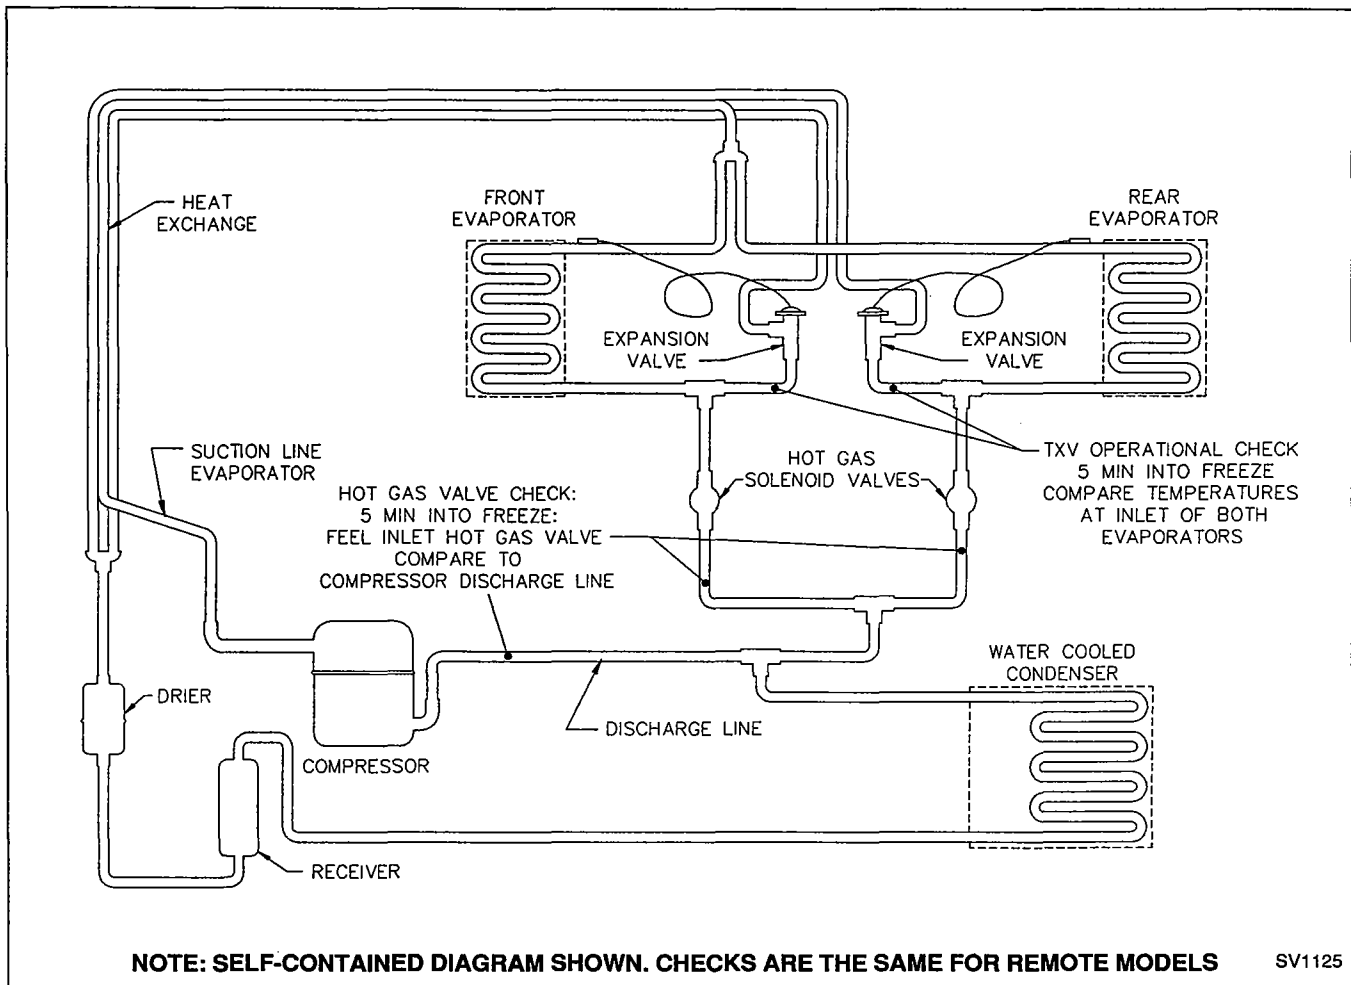 HEAT
EXCHANGE
FRONT
EVAPORATOR
REAR
EVAPORATOR
EXPANSION
VALVE
EXPANSION
VALVE
SUCTION LINE
EVAPORATOR
HOT GAS VALVE CHECK:
5 MIN INTO FREEZE:
FEEL INLET HOT GAS VALVE
COMPARE TO
COMPRESSOR DISCHARGE LINE
HOT GAS
SOLENOID VALVES
TXV OPERATIONAL CHECK
5 MIN INTO FREEZE
COMPARE TEMPERATURES
AT INLET OF BOTH
EVAPORATORS
WATER COOLED
CONDENSER
DRIER
COMPRESSOR
DISCHARGE LINE
RECEIVER
NOTE: SELF-CONTAINED DIAGRAM SHOWN. CHECKS ARE THE SAME FOR REMOTE MODELS
SV1125